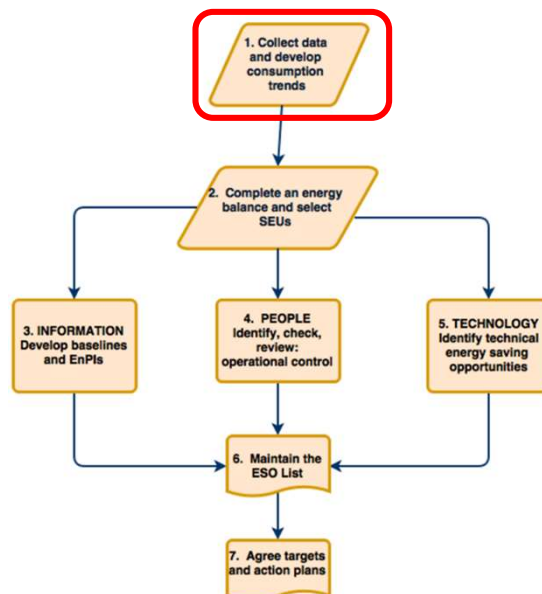 1. Collect data
and develop
consumption
trends
2. Complete an energy
balance and select
SEUs
3. INFORMATION
Develop baselines
and EnPIs
4. PEOPLE
Identify, check,
review:
operational control
5. TECHNOLOGY
Identify technical
energy saving
opportunities
6. Maintain the
ESO List
7. Agree targets
and action plans